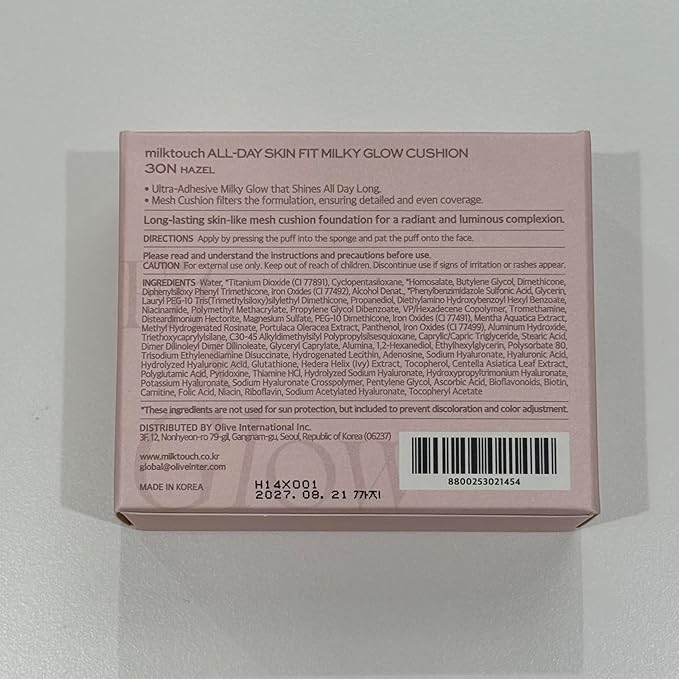 milktouch ALL-DAY SKIN FIT MILKY GLOW CUSHION
30N HAZEL
• Ultra-Adhesive Milky Glow that Shines All Day Long.
• Mesh Cushion filters the formulation, ensuring detailed and even coverage.
Long-lasting skin-like mesh cushion foundation for a radiant and luminous complexion.
DIRECTIONS Apply by pressing the puff into the sponge and pat the puff onto the face.
Please read and understand the instructions and precautions before use.
CAUTION For external use only. Keep out of reach of children. Discontinue use if signs of irritation or rashes appear.
INGREDIENTS Water, *Titanium Dioxide (CI 77891), Cyclopentasiloxane, *Homosalate, Butylene Glycol, Dimethicone,
Diphenylsiloxy Phenyl Trimethicone, Iron Oxides (CI 77492), Alcohol Denat., *Phenylbenzimidazole Sulfonic Acid, Glycerin,
Lauryl PEG-10 Tris(Trimethylsiloxy)silylethyl Dimethicone, Propanediol, Diethylamino Hydroxybenzoyl Hexyl Benzoate,
Niacinamide, Polymethyl Methacrylate, Propylene Glycol Dibenzoate, VP/Hexadecene Copolymer, Tromethamine,
Disteardimonium Hectorite, Magnesium Sulfate, PEG-10 Dimethicone, Iron Oxides (CI 77491), Mentha Aquatica Extract,
Methyl Hydrogenated Rosinate, Portulaca Oleracea Extract, Panthenol, Iron Oxides (CI 77499), Aluminum Hydroxide,
Triethoxycaprylylsilane, C30-45 Alkyldimethylsilyl Polypropylsilsesquioxane, Caprylic/Capric Triglyceride, Stearic Acid,
Dimer Dilinoleyl Dimer Dilinoleate, Glyceryl Caprylate, Alumina, 1,2-Hexanediol, Ethylhexylglycerin, Polysorbate 80,
Trisodium Ethylenediamine Disuccinate, Hydrogenated Lecithin, Adenosine, Sodium Hyaluronate, Hyaluronic Acid,
Hydrolyzed Hyaluronic Acid, Glutathione, Hedera Helix (Ivy) Extract, Tocopherol, Centella Asiatica Leaf Extract,
Polyglutamic Acid, Pyridoxine, Thiamine HCl, Hydrolyzed Sodium Hyaluronate, Hydroxypropyltrimonium Hyaluronate,
Potassium Hyaluronate, Sodium Hyaluronate Crosspolymer, Pentylene Glycol, Ascorbic Acid, Bioflavonoids, Biotin,
Carnitine, Folic Acid, Niacin, Riboflavin, Sodium Acetylated Hyaluronate, Tocopheryl Acetate
*These ingredients are not used for sun protection, but included to prevent discoloration and color adjustment.
DISTRIBUTED BY Olive International Inc.
3F, 12, Nonhyeon-ro 79-gil, Gangnam-gu, Seoul, Republic of Korea (06237)
www.milktouch.co.kr
global@oliveinter.com
MADE IN KOREA
H14X001
2027. 08. 21 까지
8800253021454
Glow